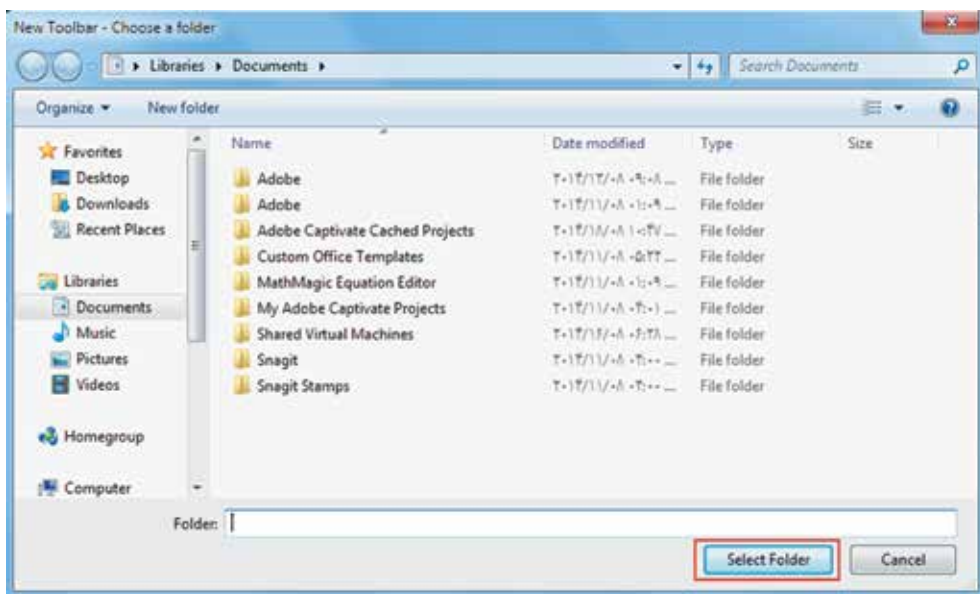 New Toolbar - Choose a folder
Libraries Documents
Search Documents
Organize New folder
Name Date modified Type Size
Favorites
Desktop
Downloads
Recent Places
Libraries
Documents
Music
Pictures
Videos
Homegroup
Computer
Adobe File folder
Adobe File folder
Adobe Captivate Cached Projects File folder
Custom Office Templates File folder
MathMagic Equation Editor File folder
My Adobe Captivate Projects File folder
Shared Virtual Machines File folder
Snagit File folder
Snagit Stamps File folder
Folder:
Select Folder Cancel